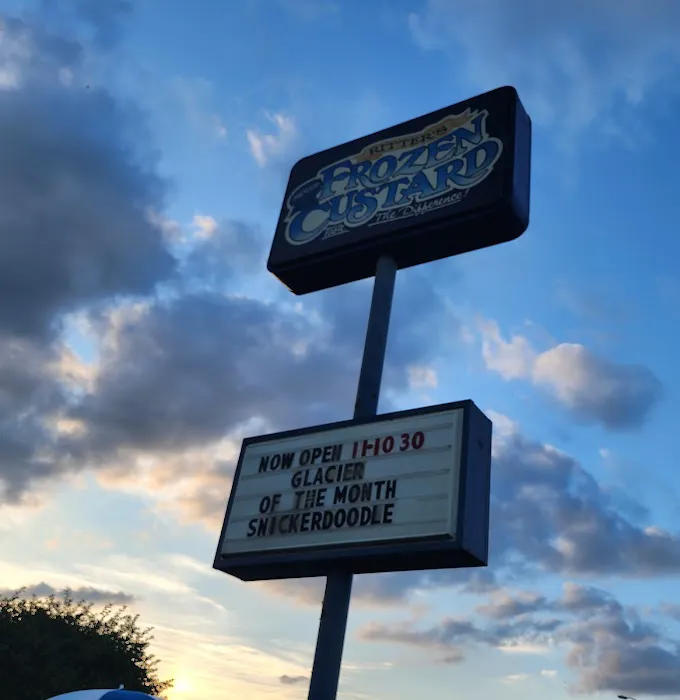 RITTER'S
FROZEN
CUSTARD
The Difference!
NOW OPEN 11-10 30
GLACIER
OF THE MONTH
SNICKERDOODLE